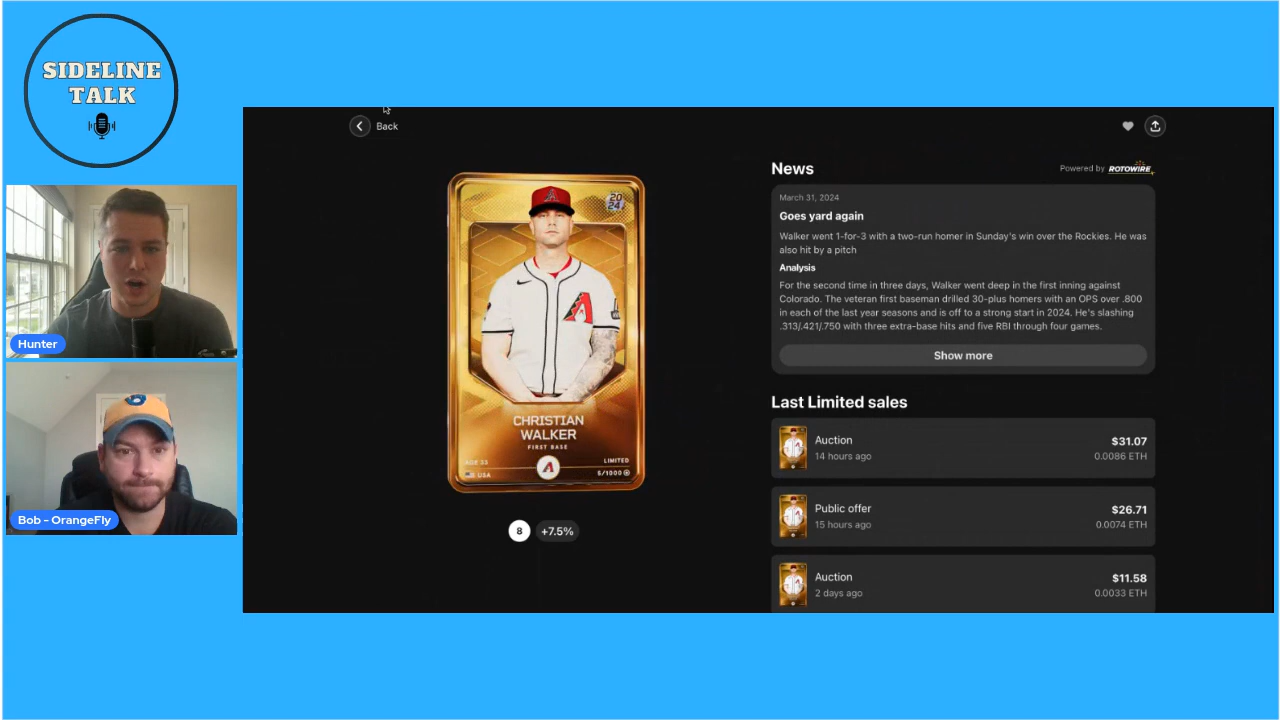 SIDELINE
TALK
Hunter
Bob - OrangeFly
Back
20
24
CHRISTIAN
WALKER
FIRST BASE
AGE 33
LIMITED
USA
5/1000
8
+7.5%
News
Powered by ROTOWIRE
March 31, 2024
Goes yard again
Walker went 1-for-3 with a two-run homer in Sunday's win over the Rockies. He was
also hit by a pitch
Analysis
For the second time in three days, Walker went deep in the first inning against
Colorado. The veteran first baseman drilled 30-plus homers with an OPS over .800
in each of the last year seasons and is off to a strong start in 2024. He's slashing
.313/.421/.750 with three extra-base hits and five RBI through four games.
Show more
Last Limited sales
Auction
$31.07
14 hours ago
0.0086 ETH
Public offer
$26.71
15 hours ago
0.0074 ETH
Auction
$11.58
2 days ago
0.0033 ETH